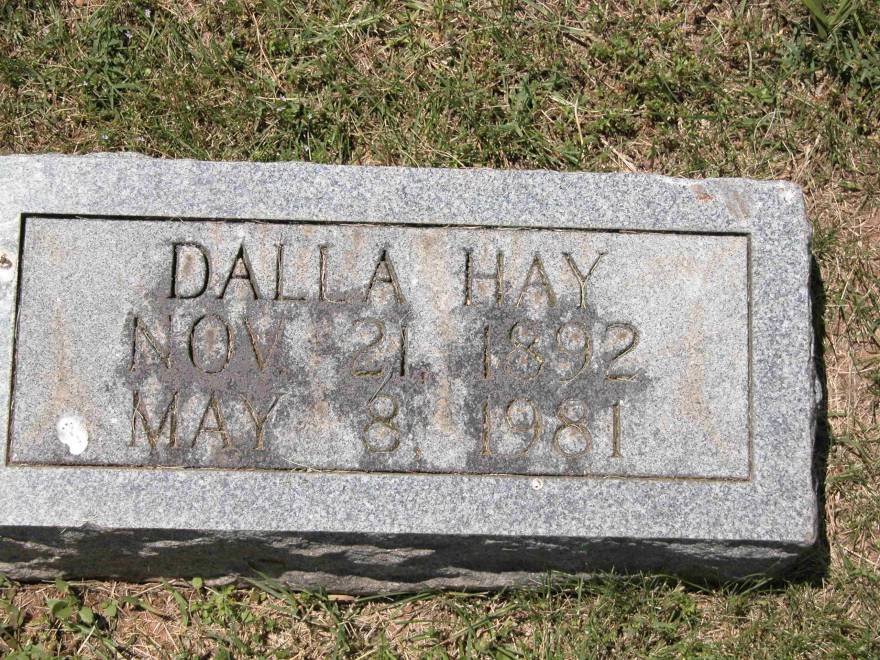 DALLA HAY
NOV. 21, 1892
MAY 8, 1981